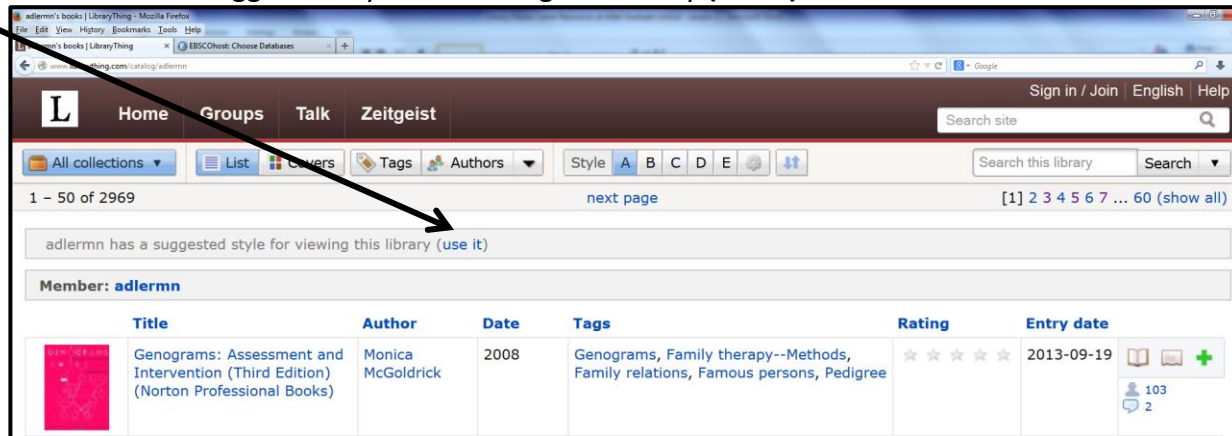 adlermn's books | LibraryThing - Mozilla Firefox
File Edit View History Bookmarks Tools Help
books | LibraryThing × EBSCOhost: Choose Databases × +
thing.com/catalog/adlermn Google
Sign in / Join English Help
L Home Groups Talk Zeitgeist Search site
All collections List Covers Tags Authors Style A B C D E Search this library Search
1 – 50 of 2969 next page [1] 2 3 4 5 6 7 ... 60 (show all)
adlermn has a suggested style for viewing this library (use it)
Member: adlermn
Title Author Date Tags Rating Entry date
Genograms: Assessment and Monica 2008 Genograms, Family therapy--Methods, 2013-09-19
Intervention (Third Edition) McGoldrick Family relations, Famous persons, Pedigree
(Norton Professional Books) 103
2